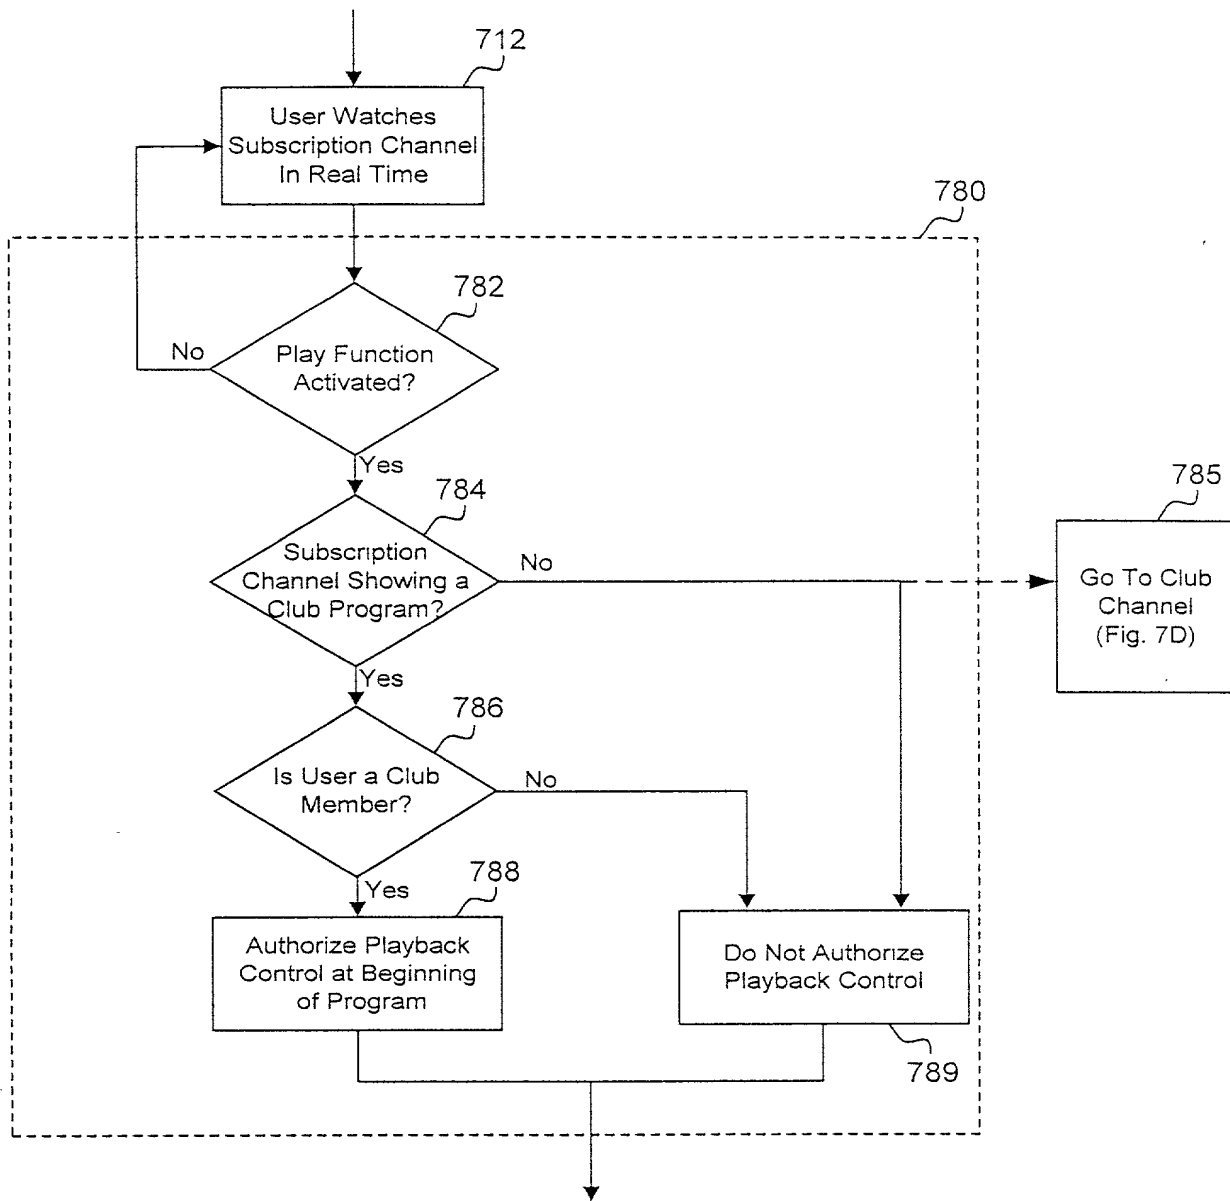 712
User Watches
Subscription Channel
In Real Time
780
782
Play Function
Activated?
No
Yes
784
785
Subscription
Channel Showing a
Club Program?
No
Go To Club
Channel
(Fig. 7D)
Yes
786
Is User a Club
Member?
No
Yes
788
Authorize Playback
Control at Beginning
of Program
Do Not Authorize
Playback Control
789